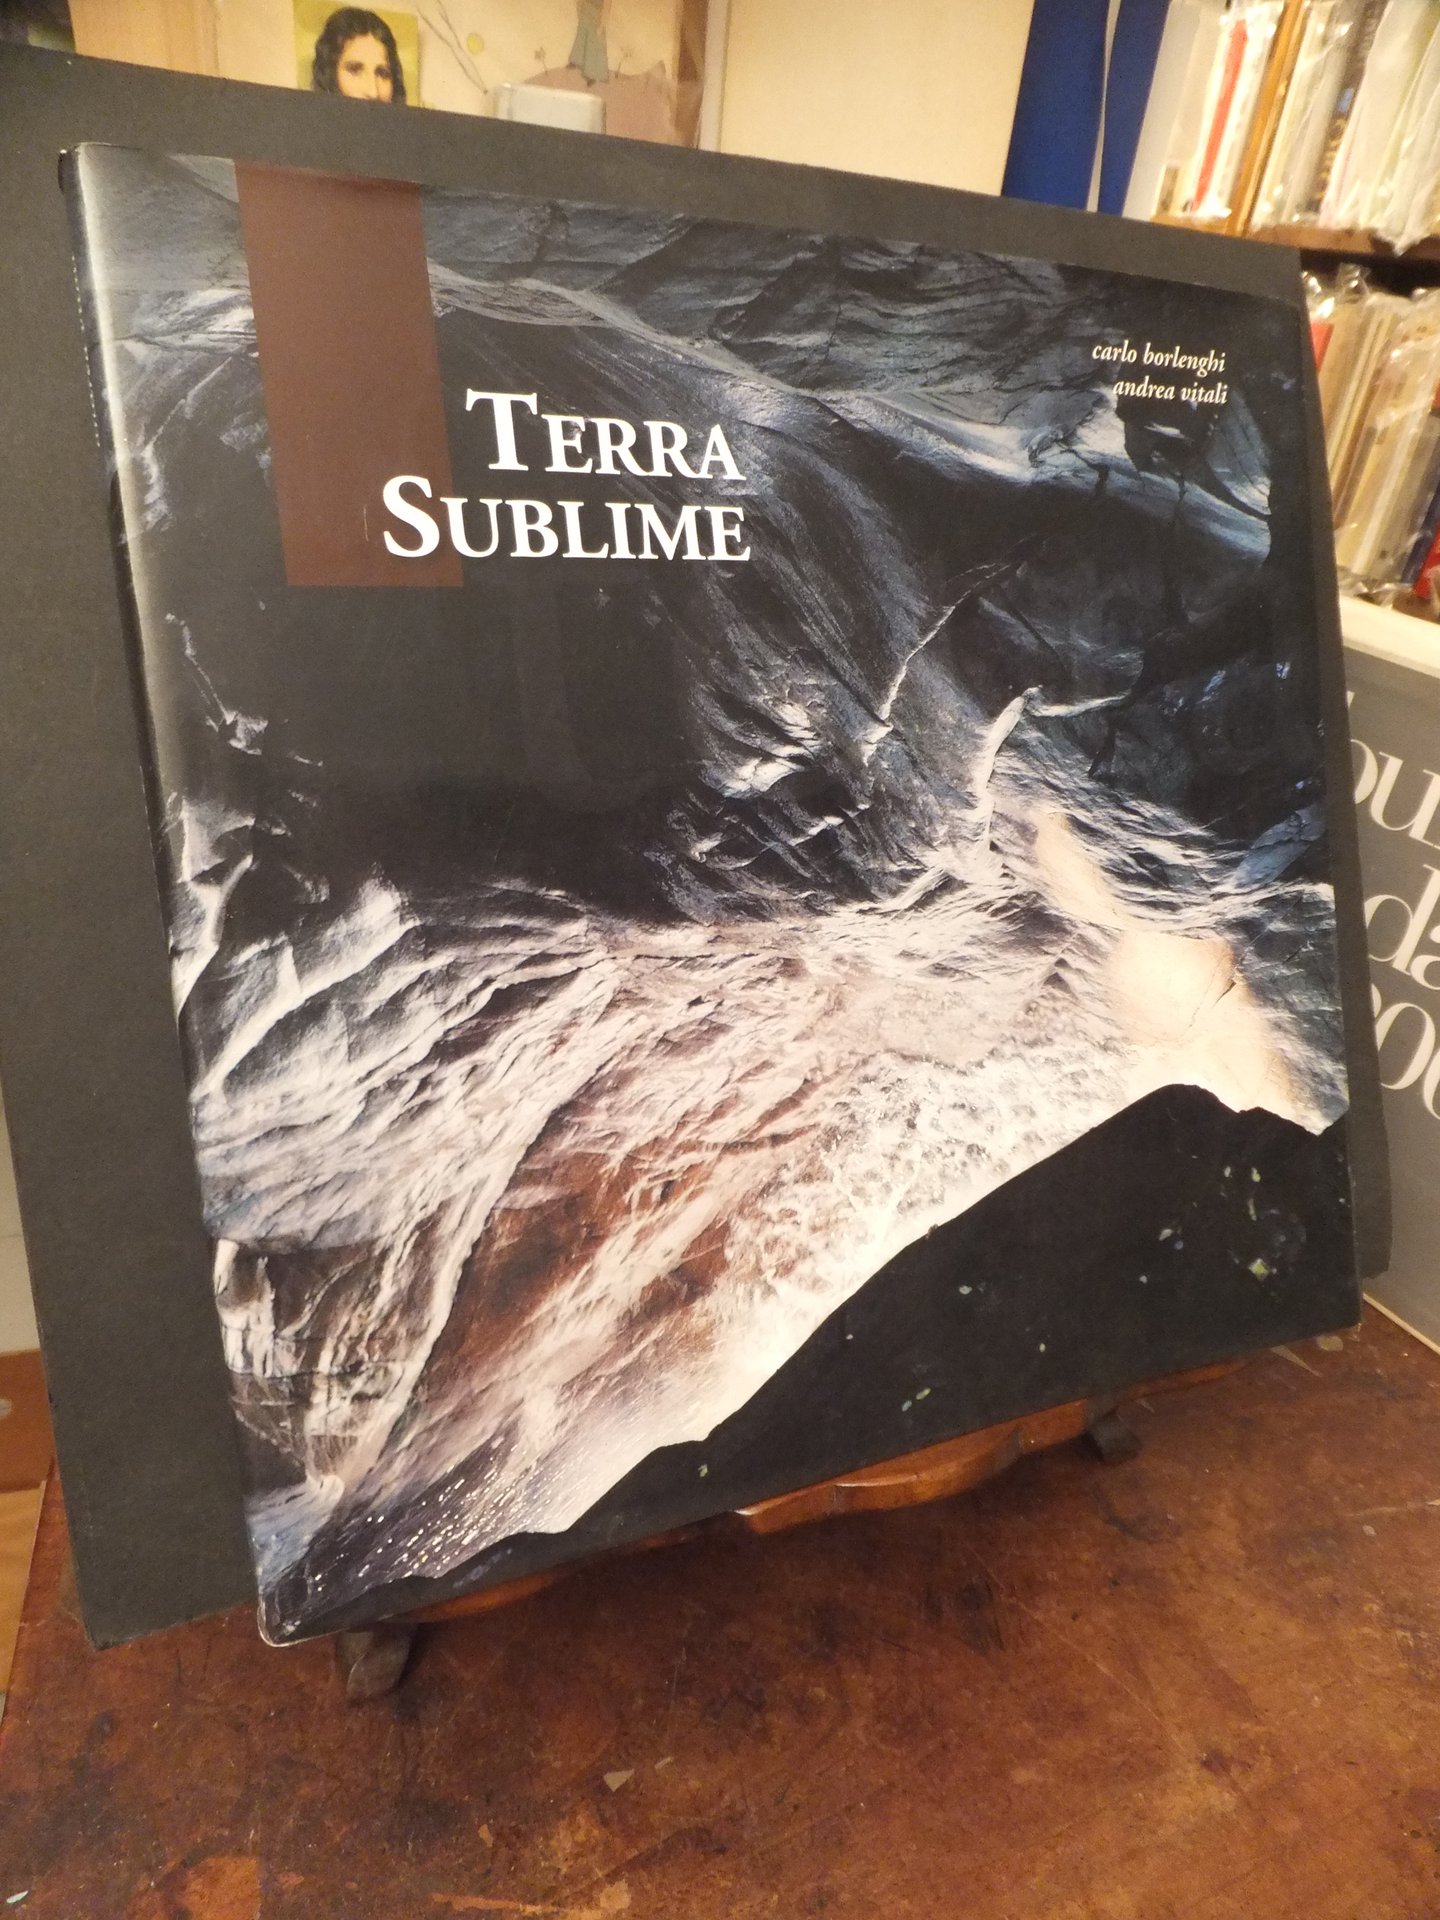 carlo borlenghi
andrea vitali
TERRA
SUBLIME